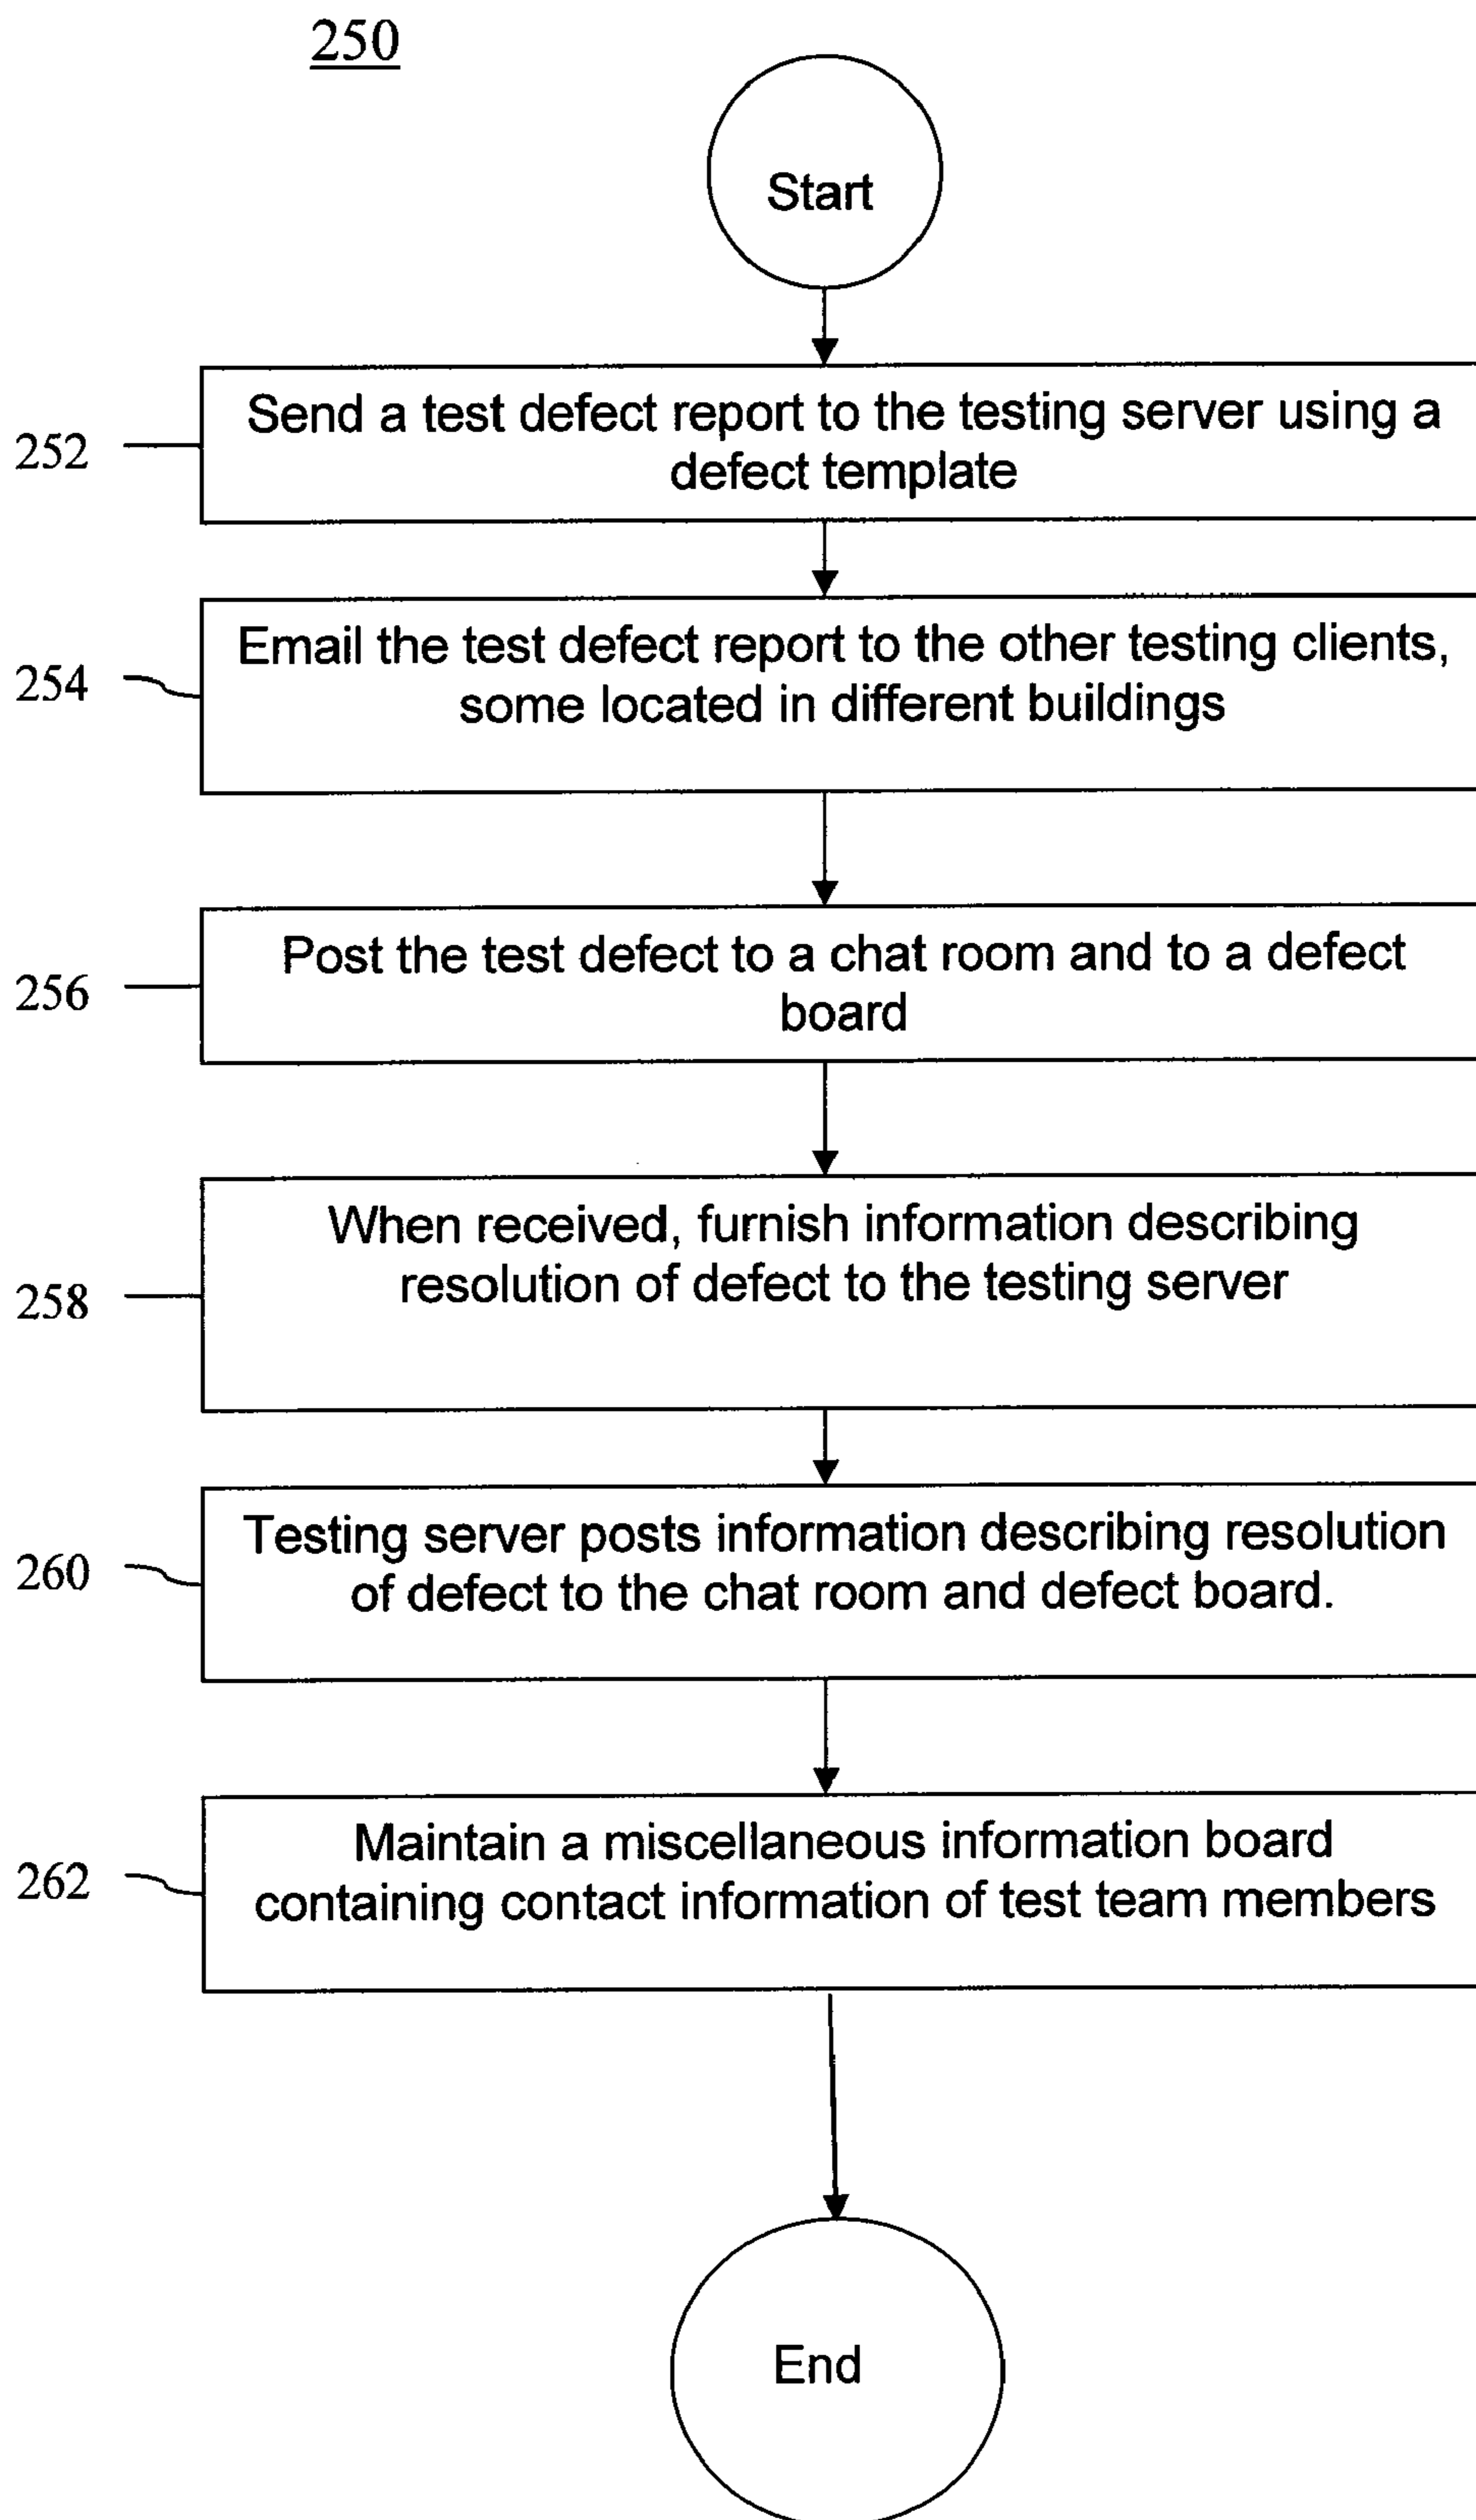 250
Start
252
Send a test defect report to the testing server using a
defect template
254
Email the test defect report to the other testing clients,
some located in different buildings
256
Post the test defect to a chat room and to a defect
board
258
When received, furnish information describing
resolution of defect to the testing server
260
Testing server posts information describing resolution
of defect to the chat room and defect board.
262
Maintain a miscellaneous information board
containing contact information of test team members
End